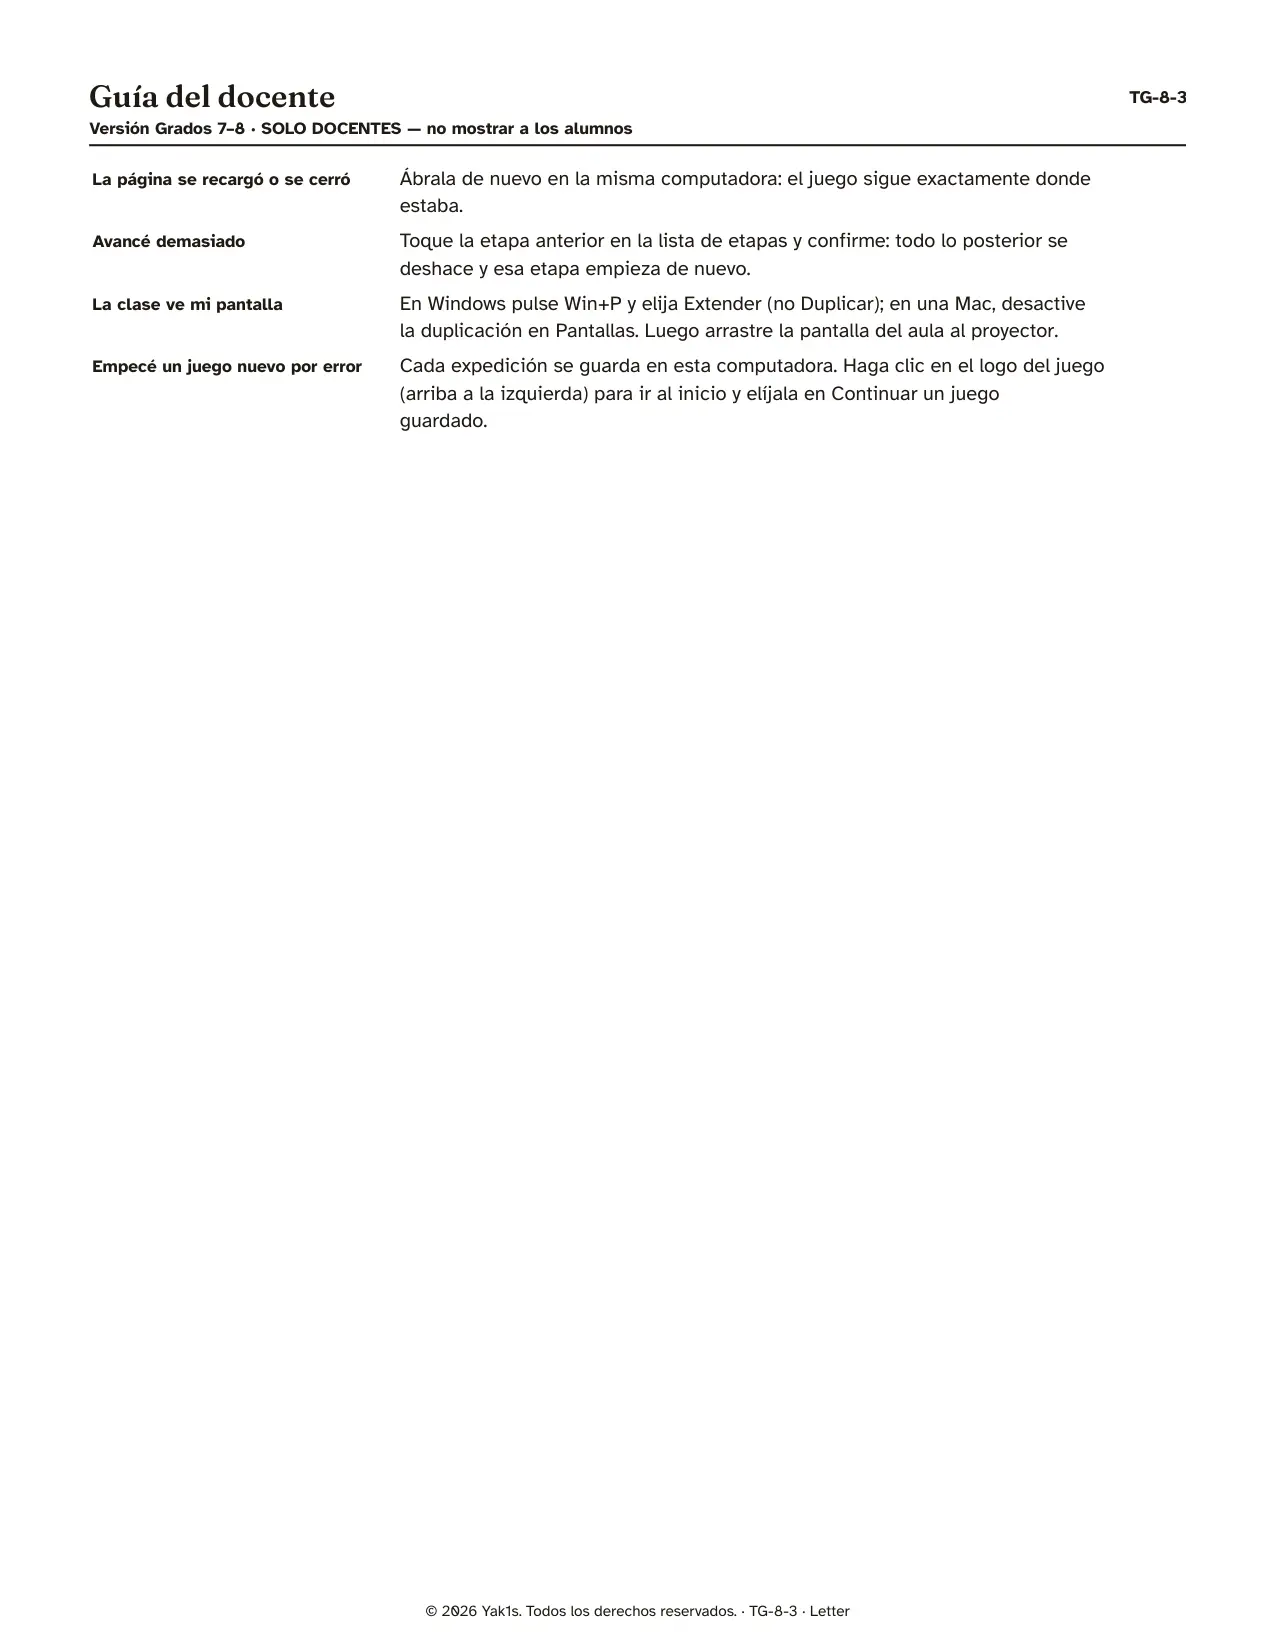 Guía del docente
TG-8-3
Versión Grados 7–8 · SOLO DOCENTES — no mostrar a los alumnos
La página se recargó o se cerró
Ábrala de nuevo en la misma computadora: el juego sigue exactamente donde
estaba.
Avancé demasiado
Toque la etapa anterior en la lista de etapas y confirme: todo lo posterior se
deshace y esa etapa empieza de nuevo.
La clase ve mi pantalla
En Windows pulse Win+P y elija Extender (no Duplicar); en una Mac, desactive
la duplicación en Pantallas. Luego arrastre la pantalla del aula al proyector.
Empecé un juego nuevo por error
Cada expedición se guarda en esta computadora. Haga clic en el logo del juego
(arriba a la izquierda) para ir al inicio y elíjala en Continuar un juego
guardado.
© 2026 Yak1s. Todos los derechos reservados. · TG-8-3 · Letter